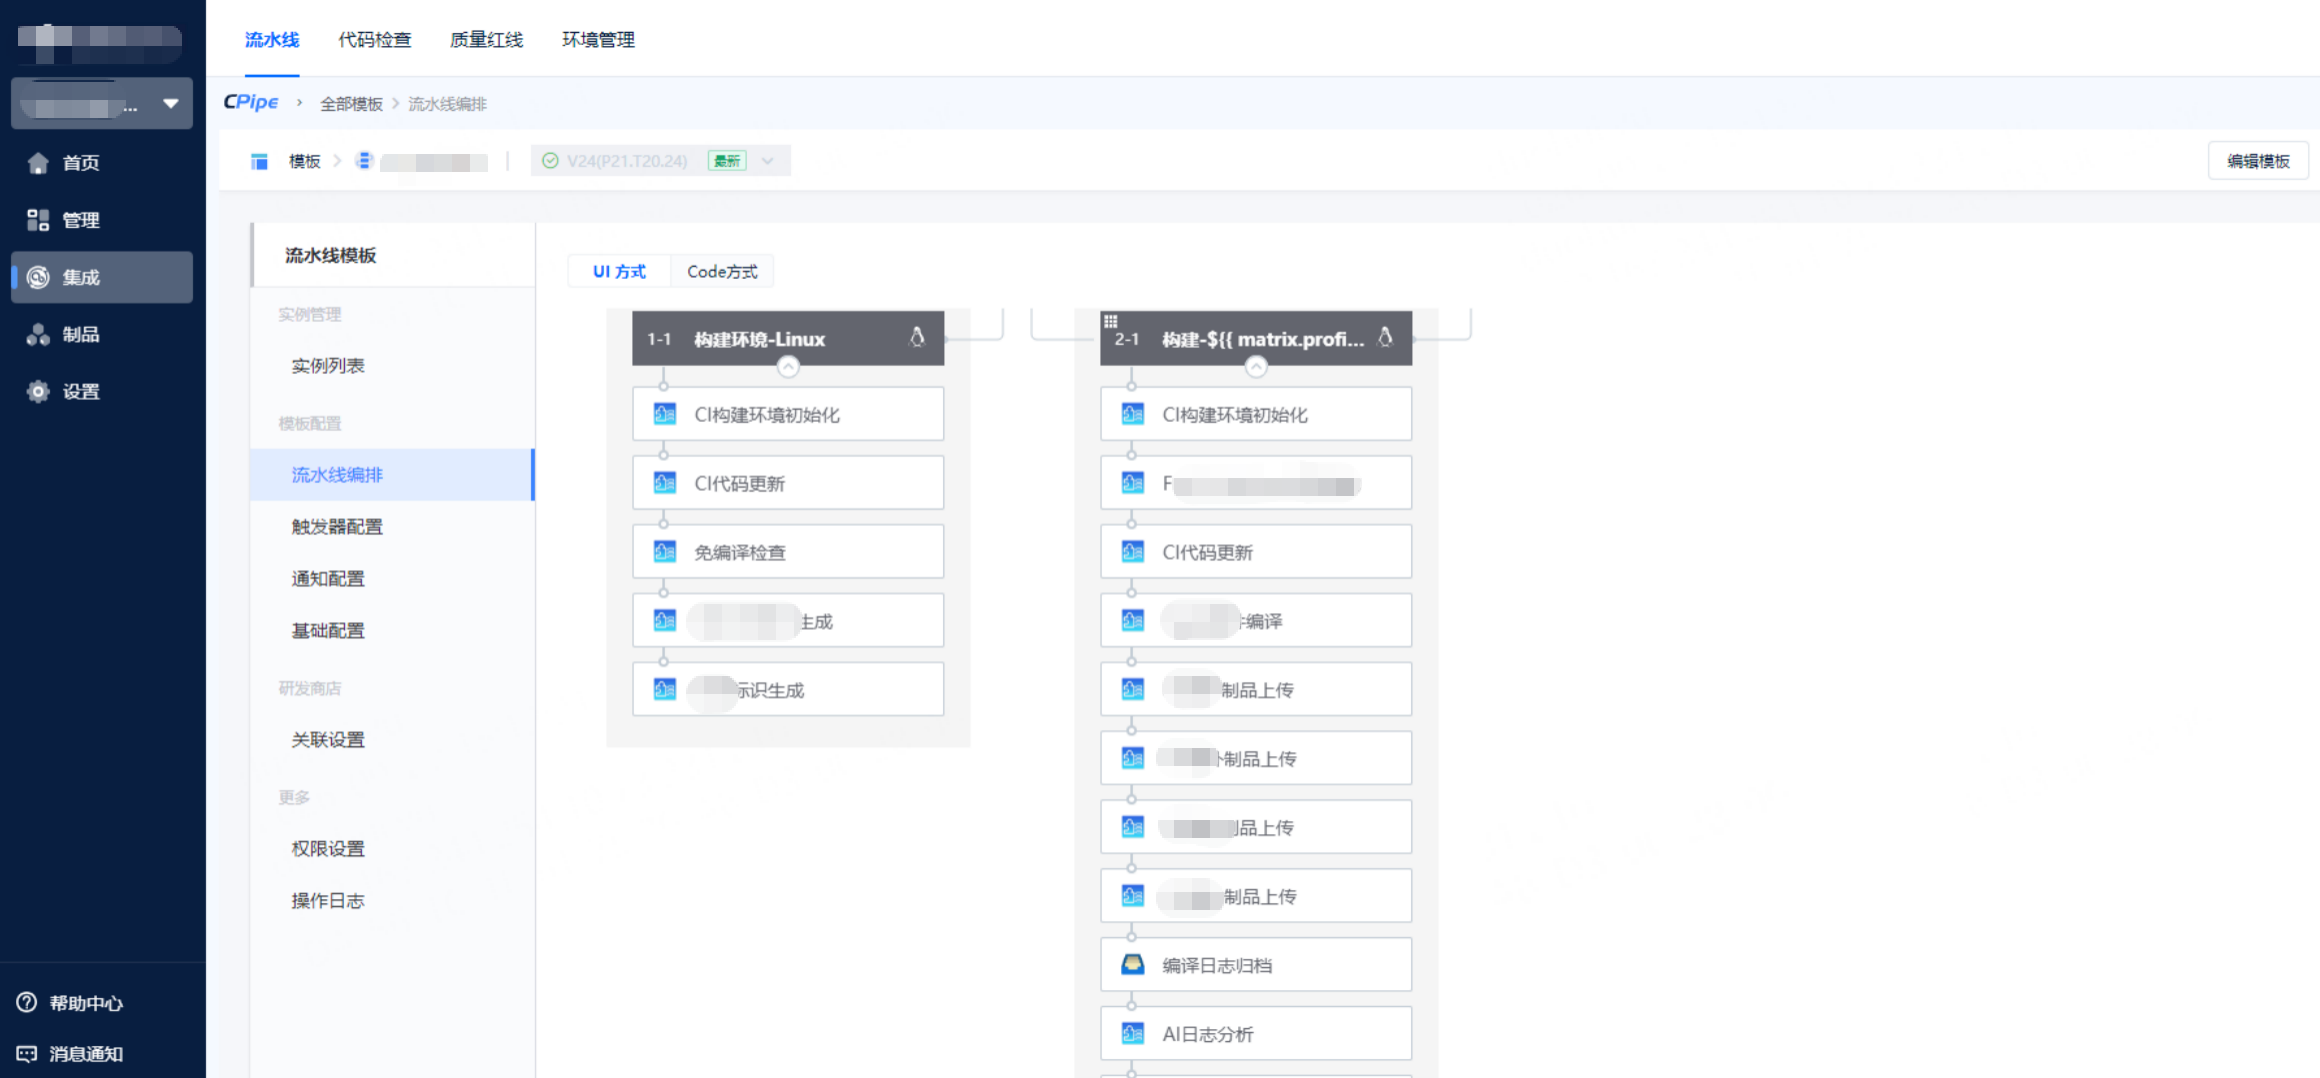 流水线 代码检查 质量红线 环境管理
...
CPipe > 全部模板 > 流水线编排
模板 > V24(P21.T20.24) 最新
编辑模板
首页
管理
集成
制品
设置
帮助中心
消息通知
流水线模板
实例管理
实例列表
模板配置
流水线编排
触发器配置
通知配置
基础配置
研发商店
关联设置
更多
权限设置
操作日志
UI 方式 Code方式
1-1 构建环境-Linux
CI构建环境初始化
CI代码更新
免编译检查
生成
标识生成
2-1 构建-${{ matrix.profi...
CI构建环境初始化
F
CI代码更新
编译
制品上传
制品上传
品上传
制品上传
编译日志归档
AI日志分析